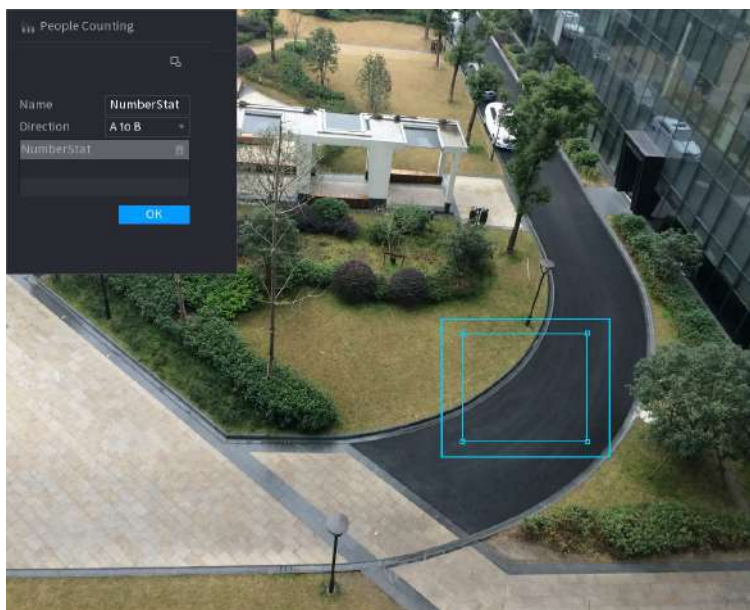 People Counting
Name NumberStat
Direction A to B
NumberStat
OK